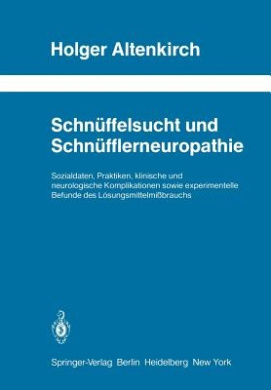 Holger Altenkirch
Schnüffelsucht und
Schnüfflerneuropathie
Sozialdaten, Praktiken, klinische und
neurologische Komplikationen sowie experimentelle
Befunde des Lösungsmittelmißbrauchs
Springer-Verlag Berlin Heidelberg New York